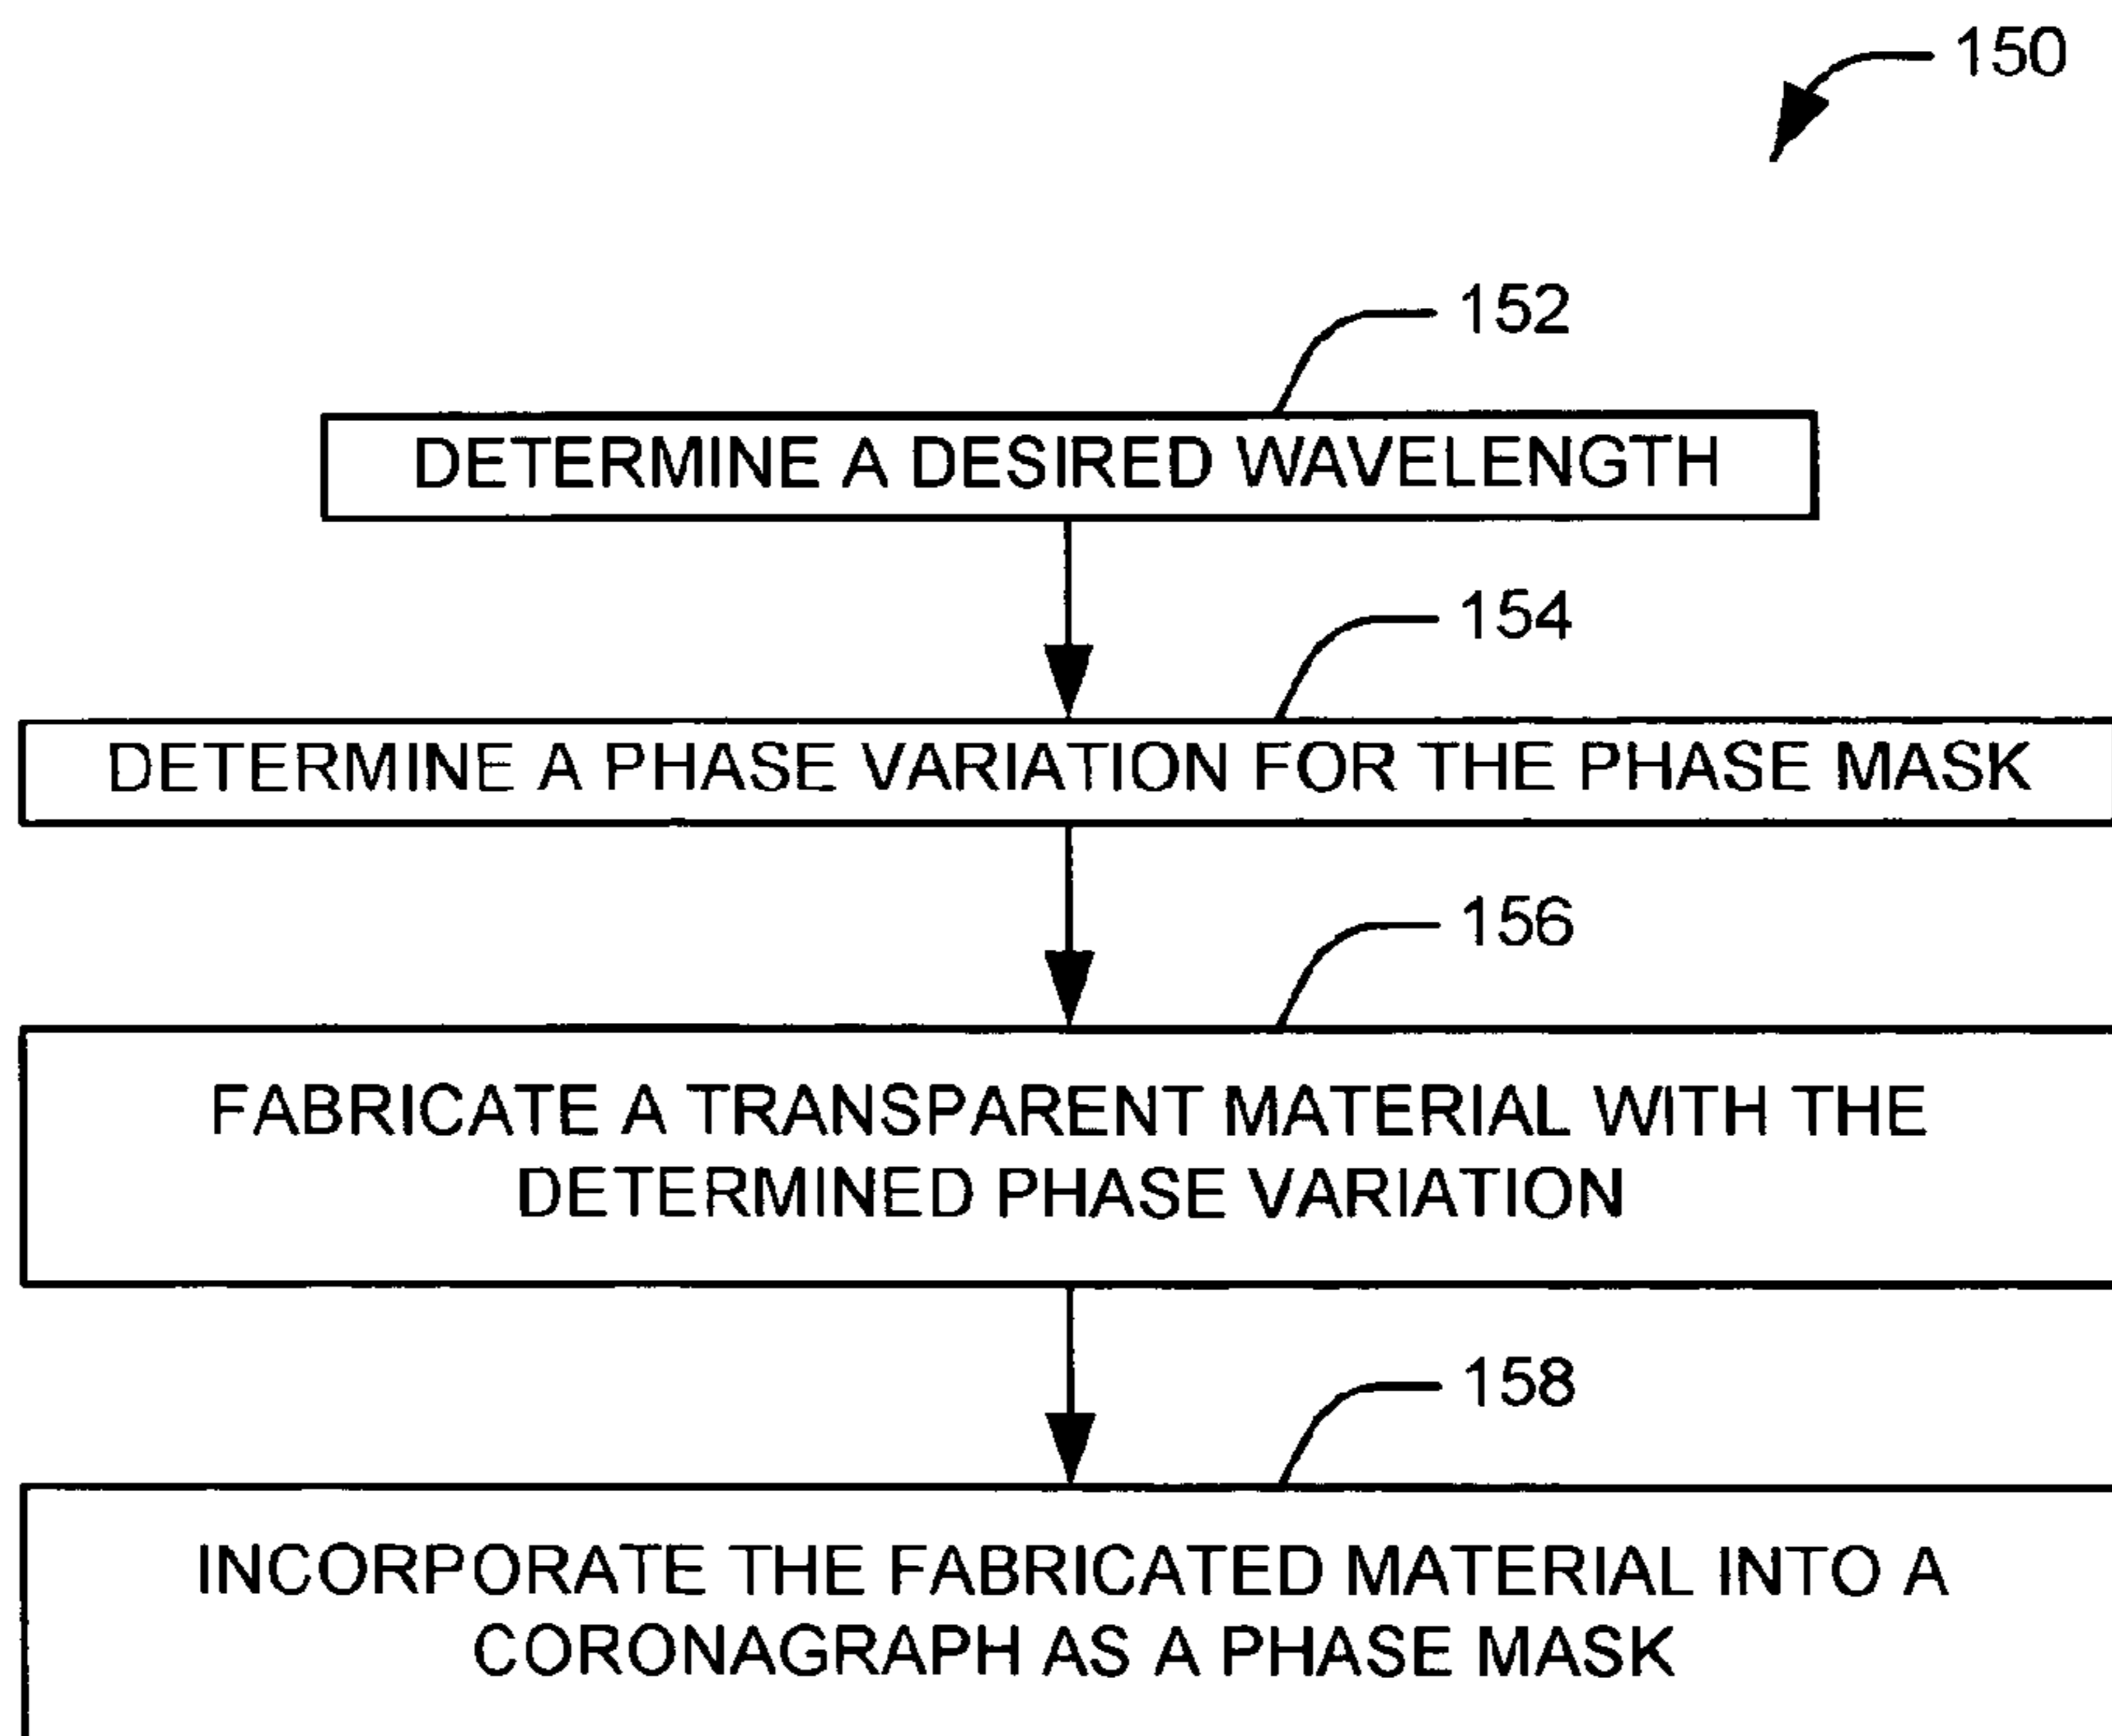 150
152
DETERMINE A DESIRED WAVELENGTH
154
DETERMINE A PHASE VARIATION FOR THE PHASE MASK
156
FABRICATE A TRANSPARENT MATERIAL WITH THE
DETERMINED PHASE VARIATION
158
INCORPORATE THE FABRICATED MATERIAL INTO A
CORONAGRAPH AS A PHASE MASK